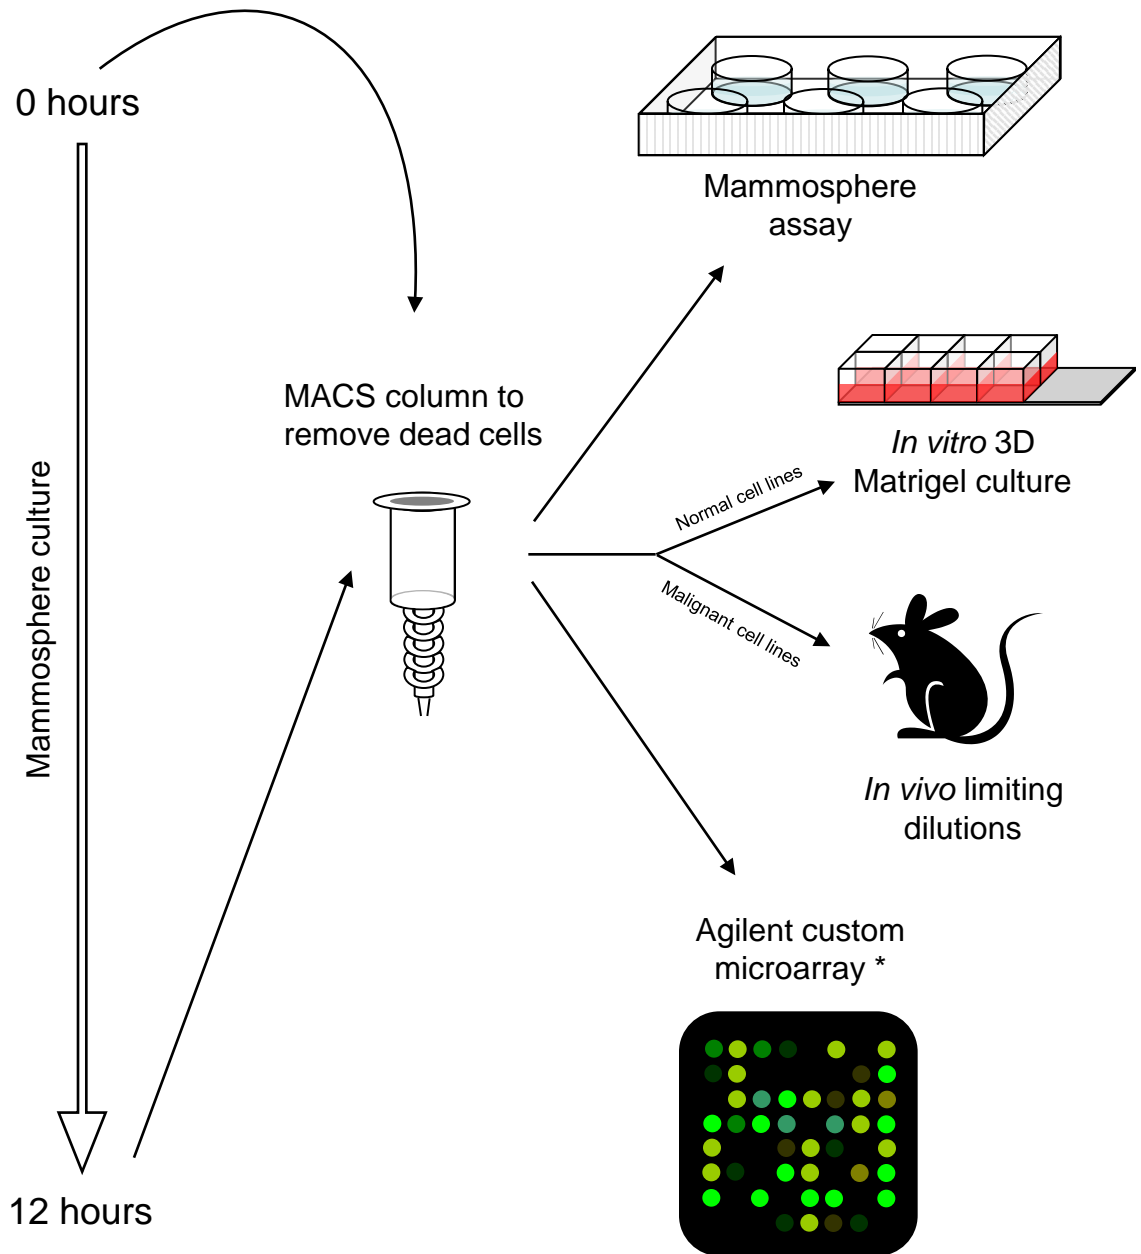 0 hours
Mammosphere culture
12 hours
MACS column to
remove dead cells
Mammosphere
assay
Normal cell lines
Malignant cell lines
In vitro 3D
Matrigel culture
In vivo limiting
dilutions
Agilent custom
microarray *